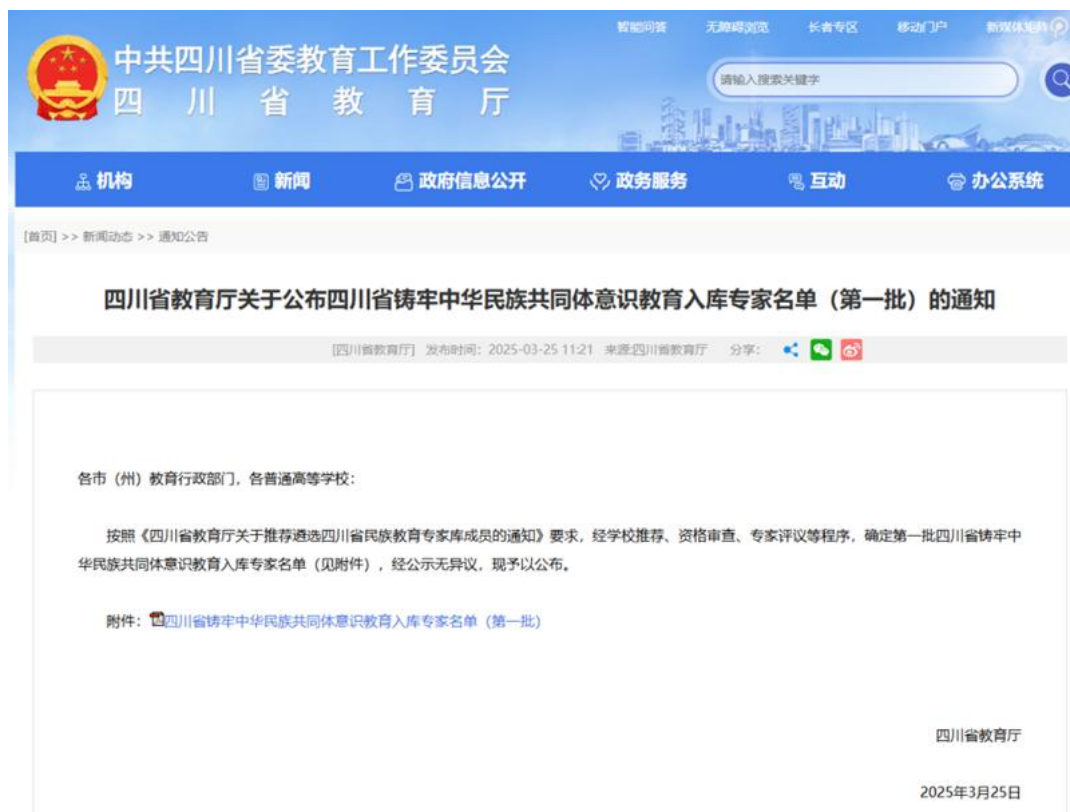 智能问答 无障碍浏览 长者专区 移动门户 新媒体矩阵
中共四川省委教育工作委员会
四川省教育厅
请输入搜索关键字
机构 新闻 政府信息公开 政务服务 互动 办公系统
[首页] >> 新闻动态 >> 通知公告
四川省教育厅关于公布四川省铸牢中华民族共同体意识教育入库专家名单（第一批）的通知
[四川省教育厅] 发布时间：2025-03-25 11:21 来源:四川省教育厅 分享：
各市（州）教育行政部门，各普通高等学校：
按照《四川省教育厅关于推荐遴选四川省民族教育专家库成员的通知》要求，经学校推荐、资格审查、专家评议等程序，确定第一批四川省铸牢中
华民族共同体意识教育入库专家名单（见附件），经公示无异议，现予以公布。
附件：四川省铸牢中华民族共同体意识教育入库专家名单（第一批）
四川省教育厅
2025年3月25日